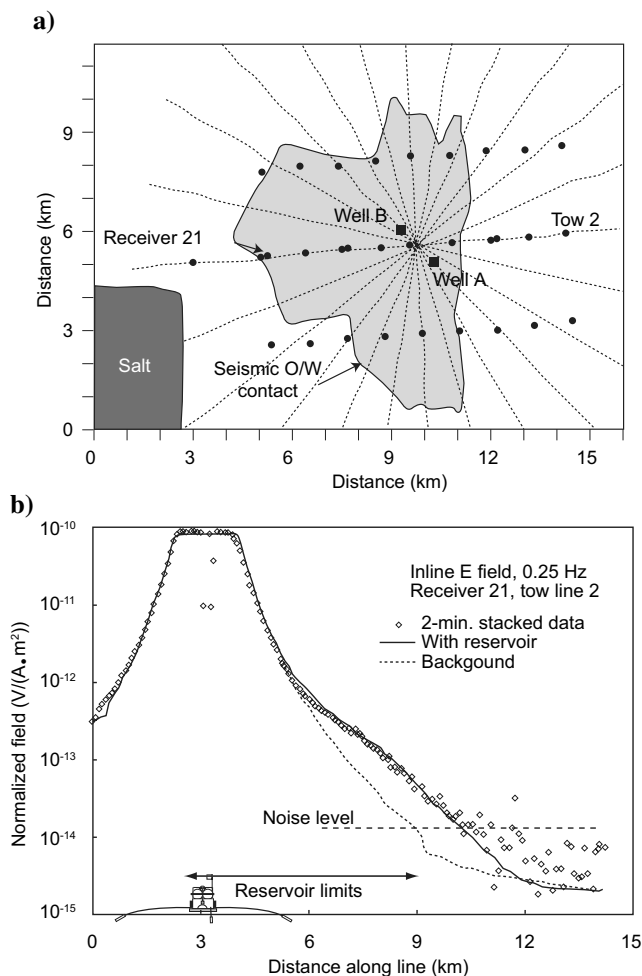 a)
9
6
3
0
Distance (km)
Well B
Tow 2
Receiver 21
Well A
Salt
Seismic O/W
contact
0 3 6 9 12 15
Distance (km)
b)
10⁻¹⁰
10⁻¹¹
10⁻¹²
10⁻¹³
10⁻¹⁴
10⁻¹⁵
Normalized field (V/(A•m²))
Inline E field, 0.25 Hz
Receiver 21, tow line 2
2-min. stacked data
With reservoir
Backgound
Noise level
Reservoir limits
0 3 6 9 12 15
Distance along line (km)